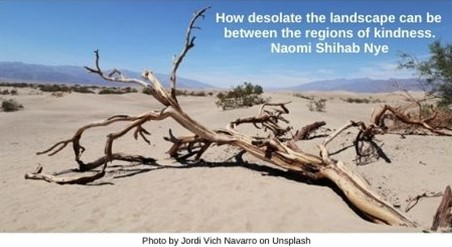 How desolate the landscape can be
between the regions of kindness.
Naomi Shihab Nye
Photo by Jordi Vich Navarro on Unsplash